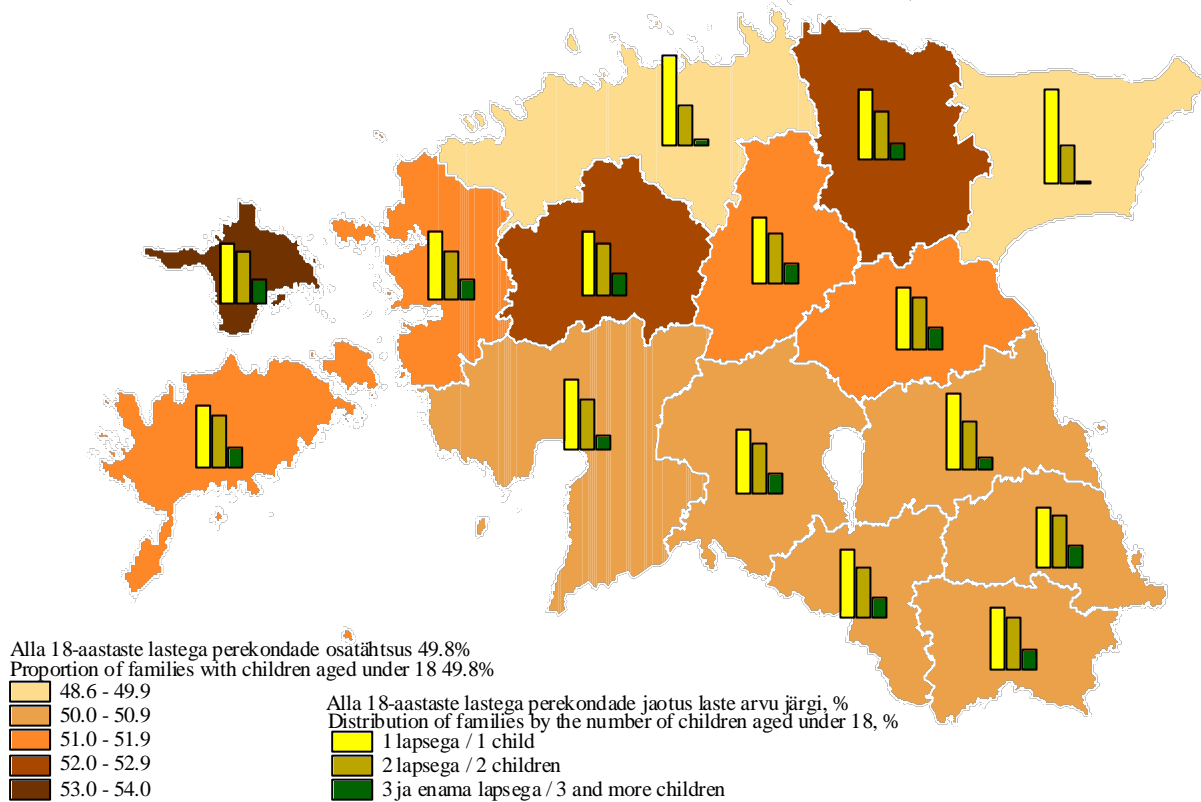 Alla 18-aastaste lastega perekondade osatähtsus 49.8%
Proportion of families with children aged under 18 49.8%
48.6 - 49.9
50.0 - 50.9
51.0 - 51.9
52.0 - 52.9
53.0 - 54.0
Alla 18-aastaste lastega perekondade jaotus laste arvu järgi, %
Distribution of families by the number of children aged under 18, %
1 lapsega / 1 child
2 lapsega / 2 children
3 ja enama lapsega / 3 and more children